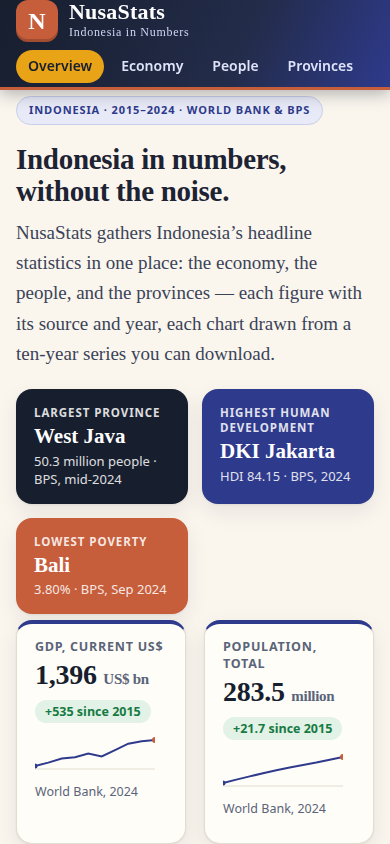 N
NusaStats
Indonesia in Numbers
Overview Economy People Provinces
INDONESIA · 2015–2024 · WORLD BANK & BPS
Indonesia in numbers,
without the noise.
NusaStats gathers Indonesia’s headline
statistics in one place: the economy, the
people, and the provinces — each figure with
its source and year, each chart drawn from a
ten-year series you can download.
LARGEST PROVINCE
West Java
50.3 million people ·
BPS, mid-2024
HIGHEST HUMAN
DEVELOPMENT
DKI Jakarta
HDI 84.15 · BPS, 2024
LOWEST POVERTY
Bali
3.80% · BPS, Sep 2024
GDP, CURRENT US$
1,396 US$ bn
+535 since 2015
World Bank, 2024
POPULATION,
TOTAL
283.5 million
+21.7 since 2015
World Bank, 2024